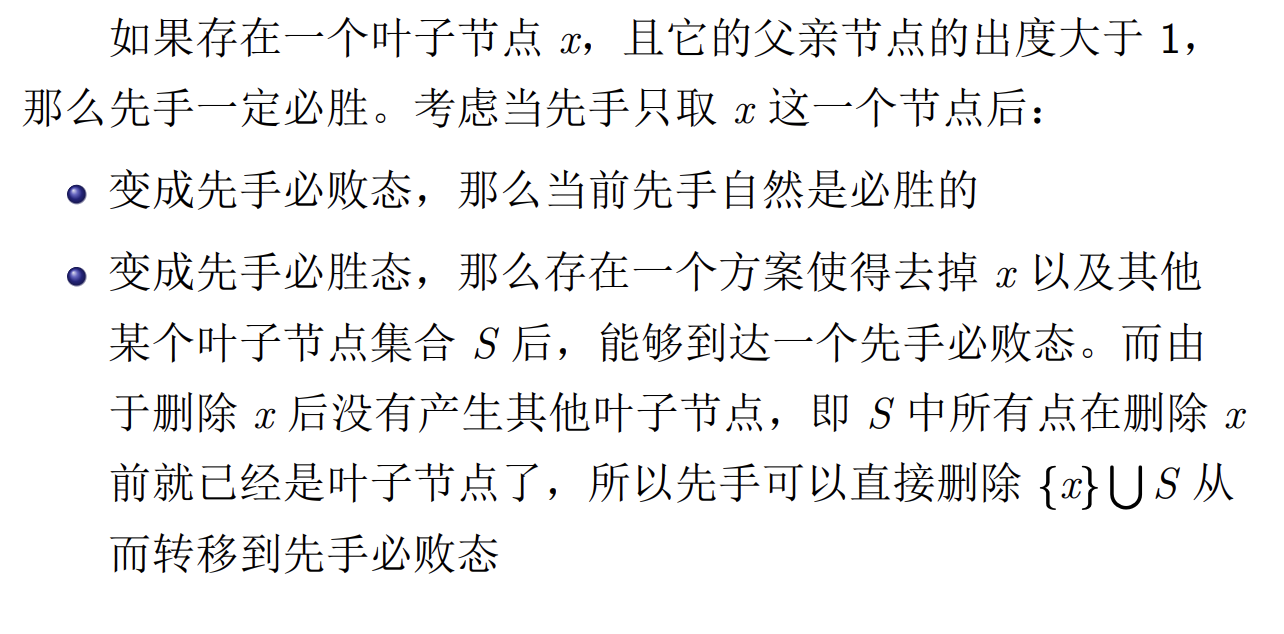 如果存在一个叶子节点 x，且它的父亲节点的出度大于 1，
那么先手一定必胜。考虑当先手只取 x 这一个节点后：
变成先手必败态，那么当前先手自然是必胜的
变成先手必胜态，那么存在一个方案使得去掉 x 以及其他
某个叶子节点集合 S 后，能够到达一个先手必败态。而由
于删除 x 后没有产生其他叶子节点，即 S 中所有点在删除 x
前就已经是叶子节点了，所以先手可以直接删除 {x}⋃S 从
而转移到先手必败态